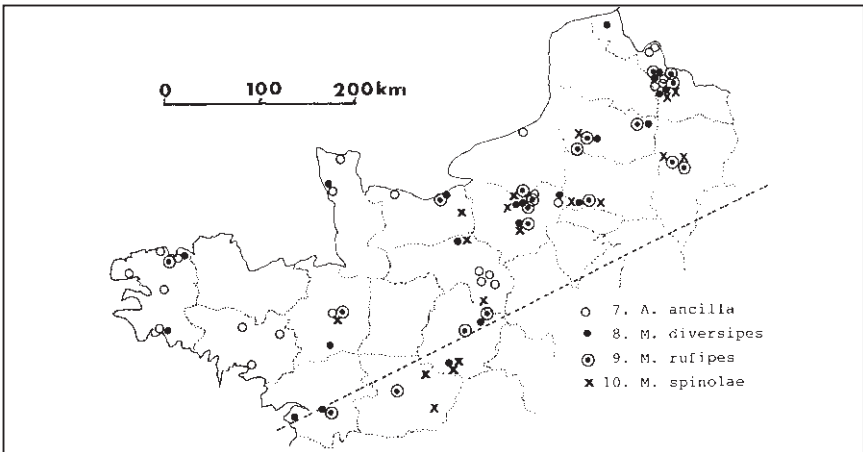 0 100 200km
7. A. ancilla
8. M. diversipes
9. M. rufipes
x 10. M. spinolae